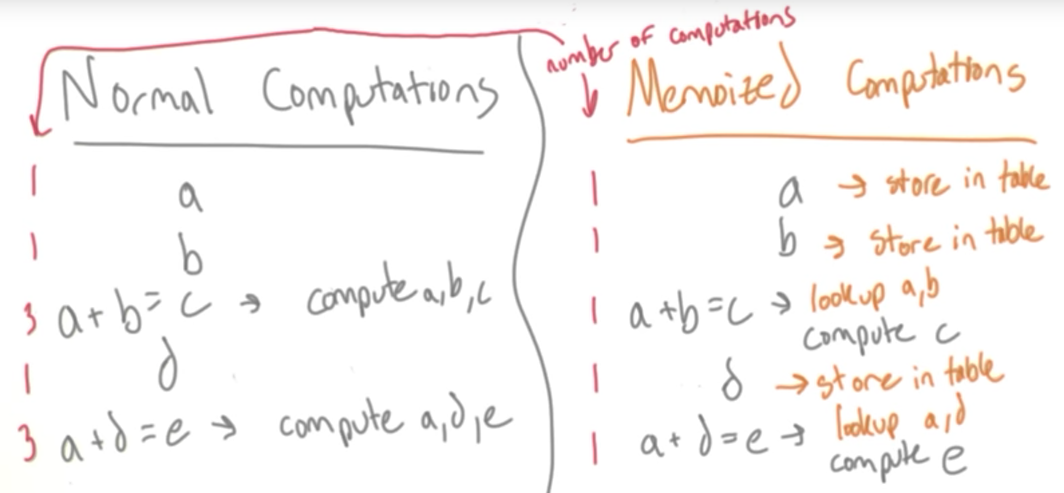 number of computations
Normal Computations
1 a
1 b
3 a + b = c → compute a, b, c
1 d
3 a + d = e → compute a, d, e
Memoized Computations
1 a → store in table
1 b → store in table
1 a + b = c → lookup a, b
compute c
1 d → store in table
1 a + d = e → lookup a, d
compute e